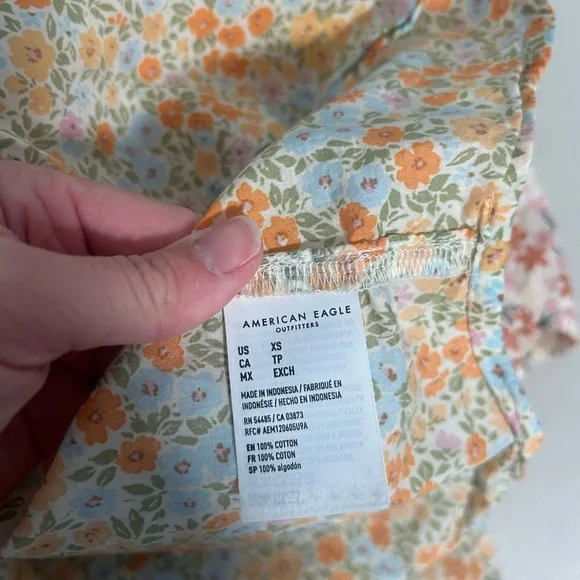 AMERICAN EAGLE
OUTFITTERS
US XS
CA TP
MX EXCH
MADE IN INDONESIA / FABRIQUÉ EN
INDONÉSIE / HECHO EN INDONESIA
RN 54485 / CA 03873
RFC# AEM120605U9A
EN 100% COTTON
FR 100% COTON
SP 100% algodón